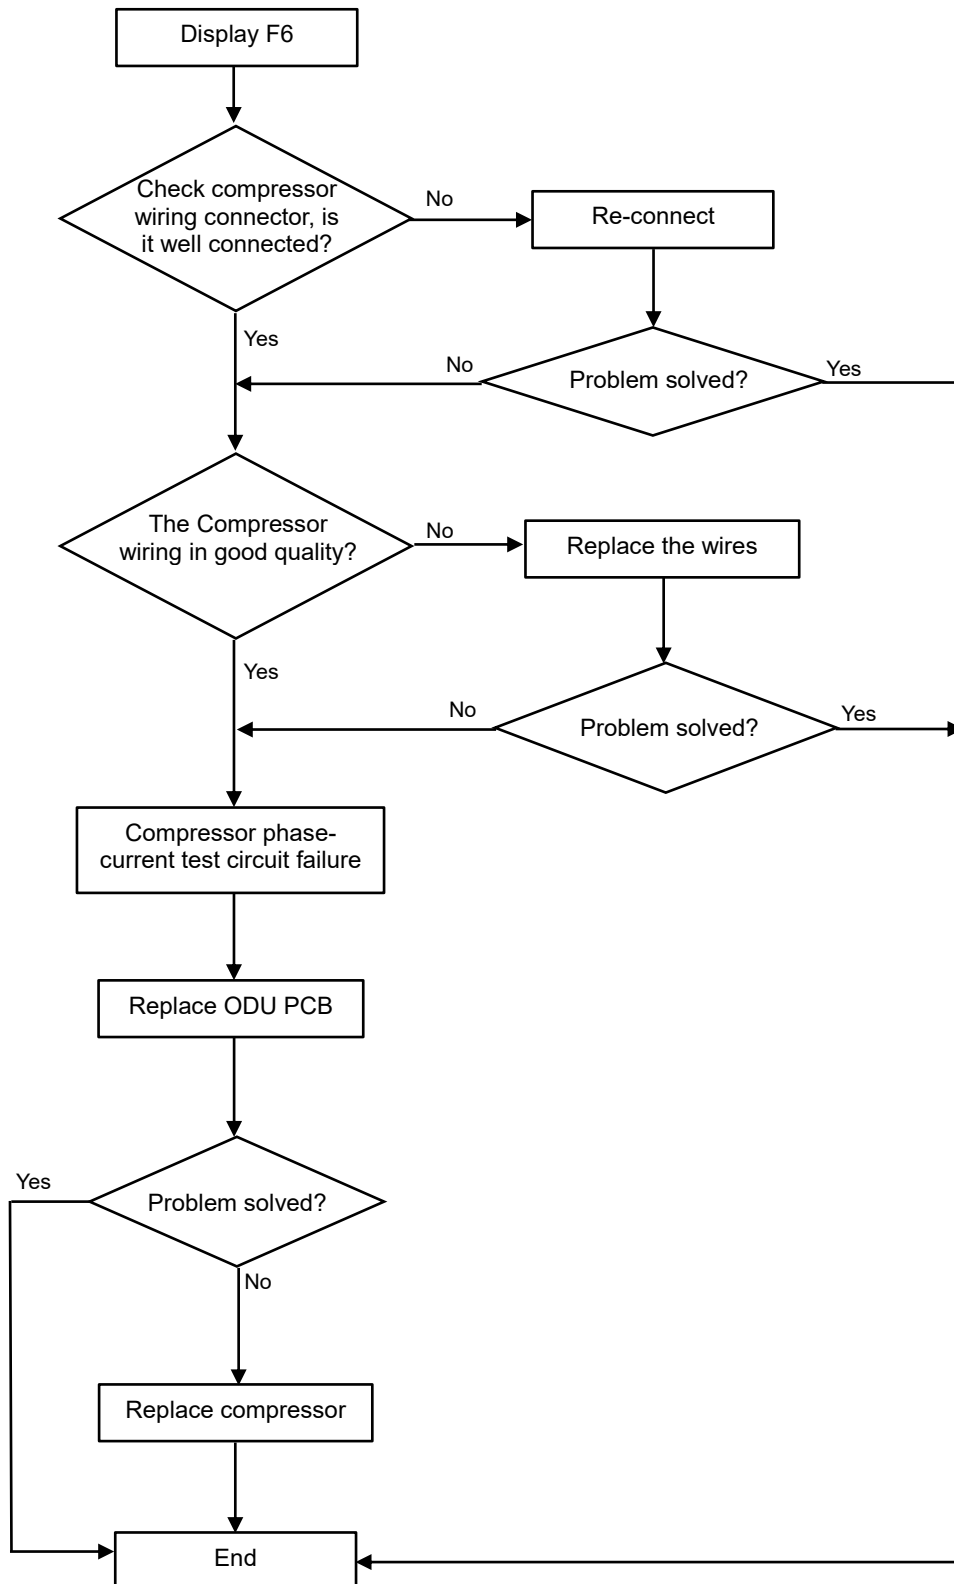 Display F6
Check compressor
wiring connector, is
it well connected?
No
Re-connect
Yes
No
Problem solved?
Yes
The Compressor
wiring in good quality?
No
Replace the wires
Yes
No
Problem solved?
Yes
Compressor phase-
current test circuit failure
Replace ODU PCB
Yes
Problem solved?
No
Replace compressor
End